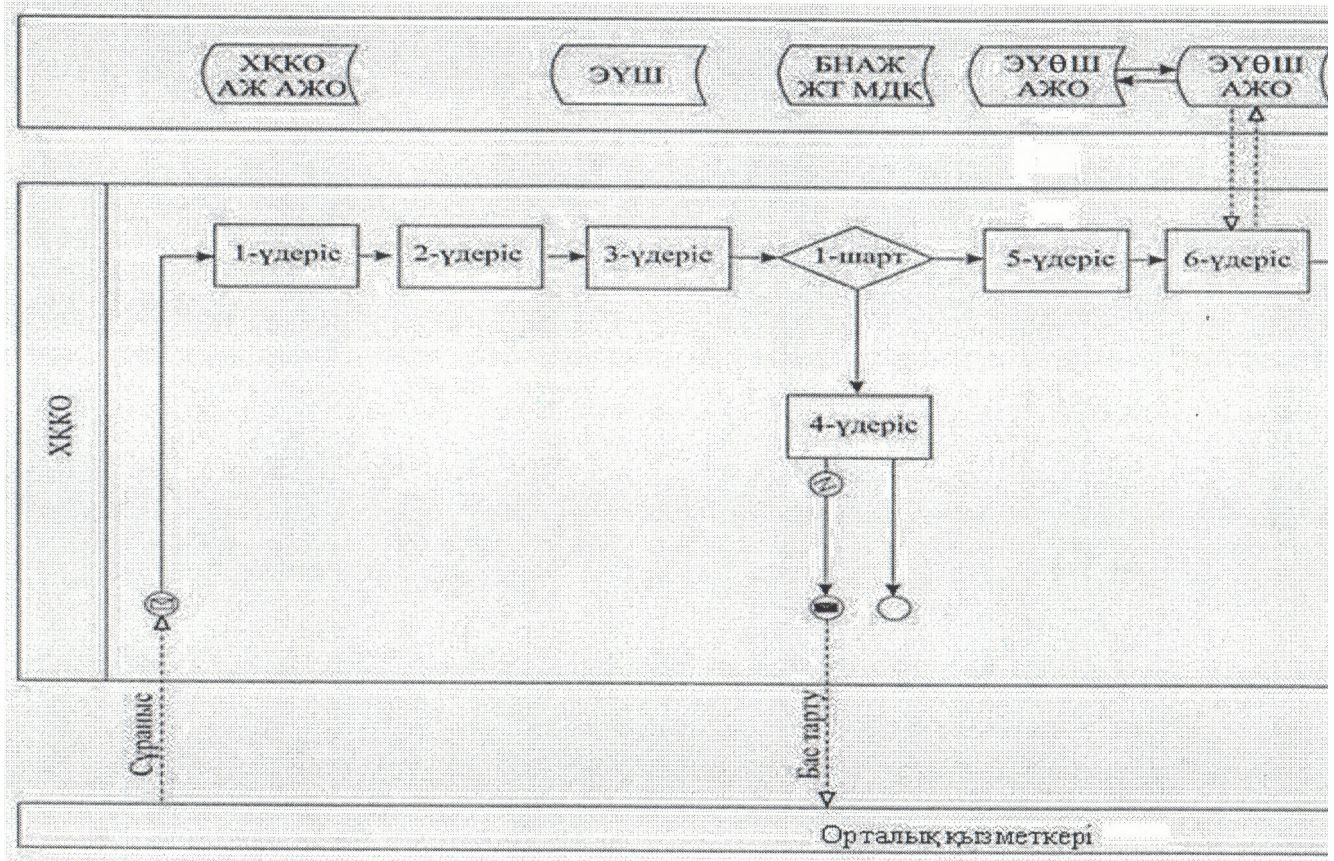 ХҚКО
АЖ АЖО
ЭҮШ
БНАЖ
ЖТ МДҚ
ЭҮӨШ
АЖО
ЭҮӨШ
АЖО
1-үдеріс
2-үдеріс
3-үдеріс
1-шарт
5-үдеріс
6-үдеріс
4-үдеріс
ХҚКО
Сұраныс
Бас тарту
Орталық қызметкері